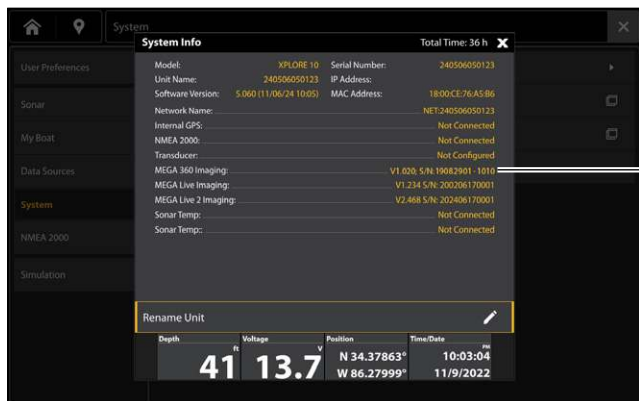 System
System Info
Total Time: 36 h
User Preferences
Sonar
My Boat
Data Sources
System
NMEA 2000
Simulation
Model: XPLORE 10 Serial Number: 240506050123
Unit Name: 240506050123 IP Address:
Software Version: 5.060 (11/06/24 10:05) MAC Address: 18:00:CE:76:A5:B6
Network Name: NET:240506050123
Internal GPS: Not Connected
NMEA 2000: Not Connected
Transducer: Not Configured
MEGA 360 Imaging: V1.020; S/N: 19082901 - 1010
MEGA Live Imaging: V1.234 S/N: 200206170001
MEGA Live 2 Imaging: V2.468 S/N: 202406170001
Sonar Temp: Not Connected
Sonar Temp:: Not Connected
Rename Unit
Depth Voltage Position Time/Date
41 ft 13.7 V N 34.37863° 10:03:04 PM
W 86.27999° 11/9/2022